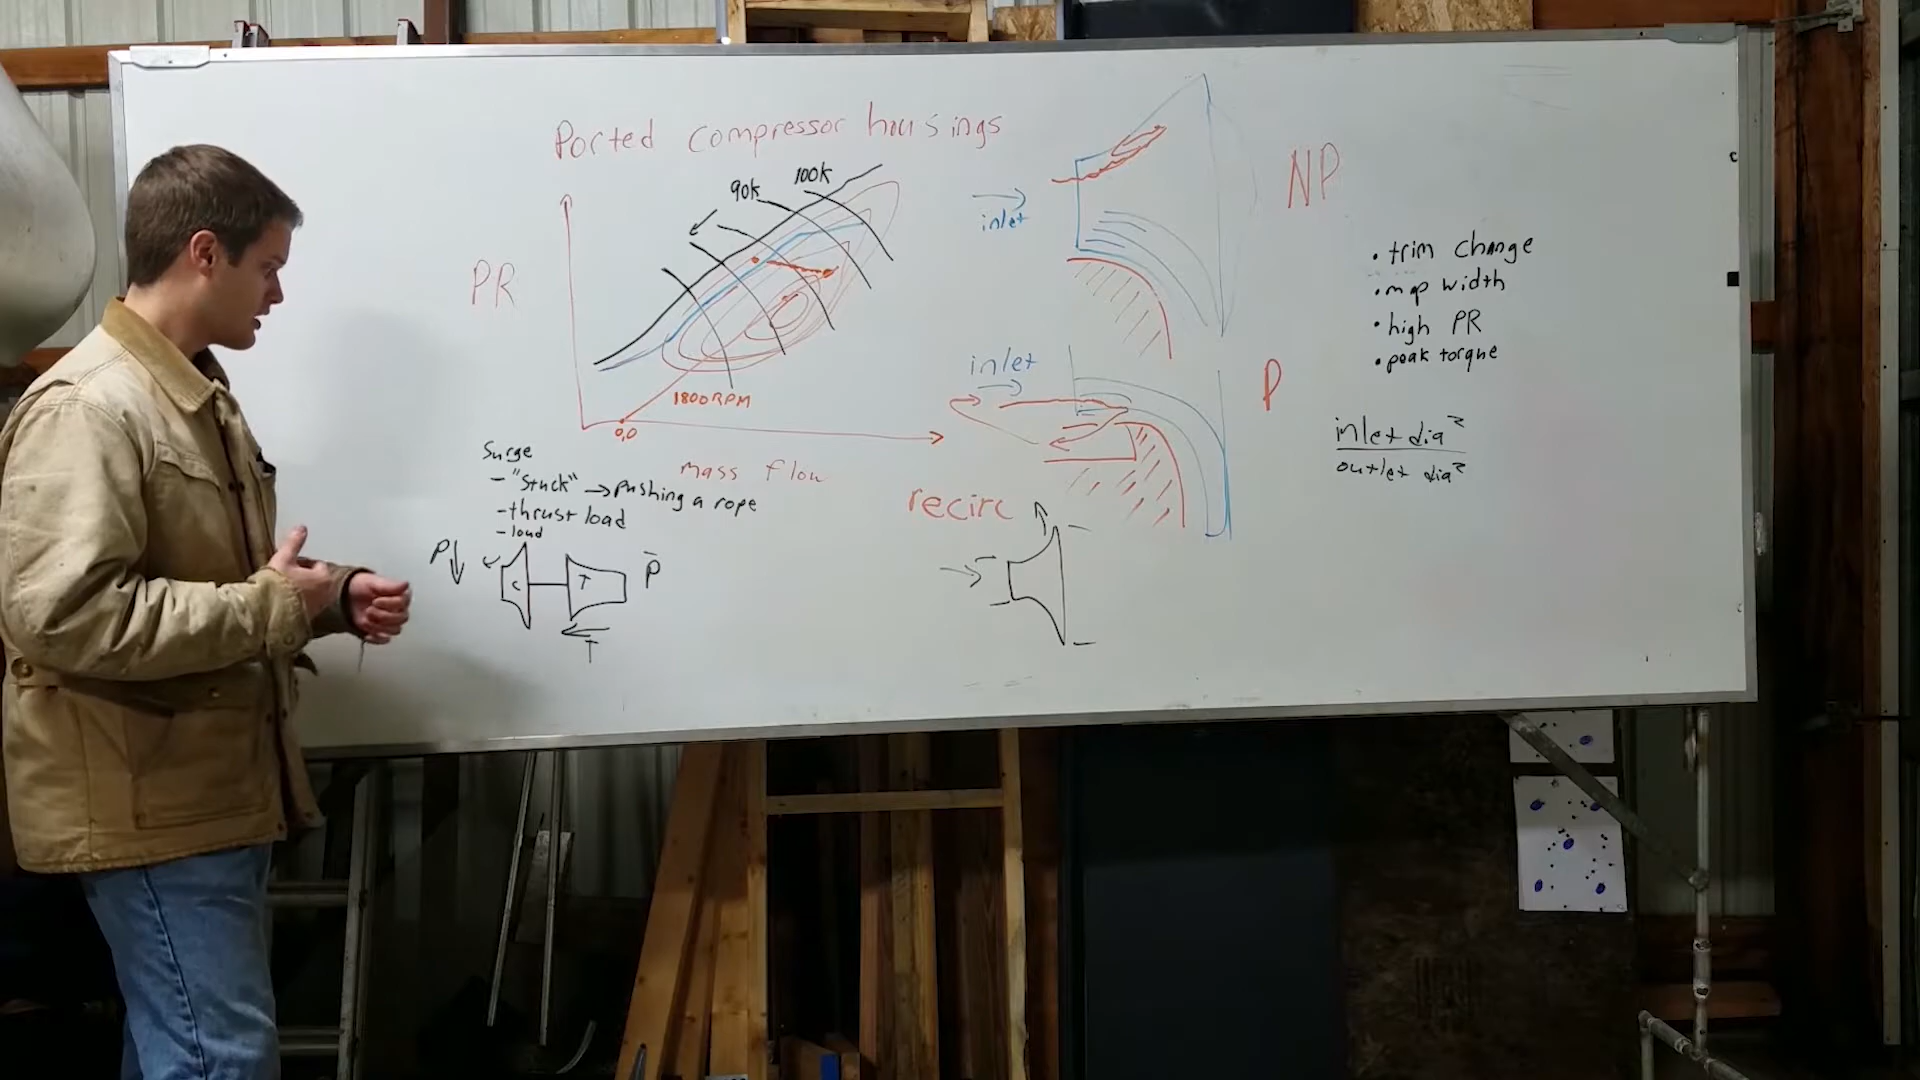 Ported compressor housings
100k
90k
PR
1800RPM
0,0
mass flow
Surge
- "Stuck" → pushing a rope
- thrust load
- loud
P↓
C
T
P
T
inlet
NP
inlet
P
recirc
• trim change
• map width
• high PR
• peak torque
inlet dia²
outlet dia²